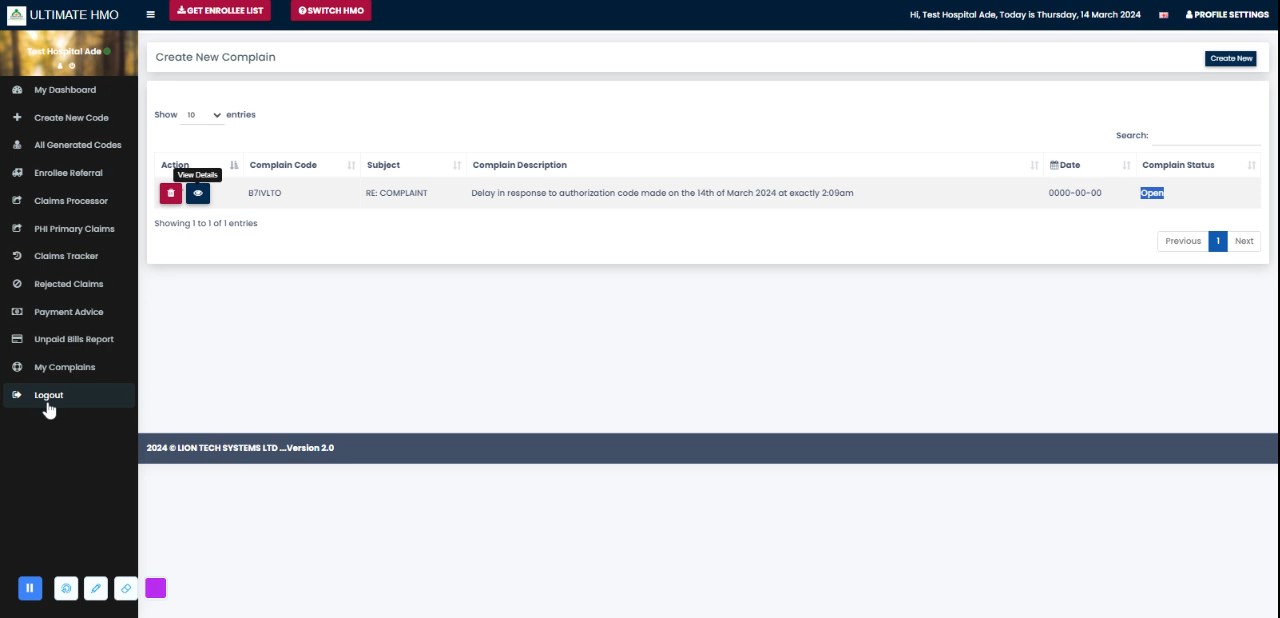 ULTIMATE HMO
GET ENROLLEE LIST
SWITCH HMO
Hi, Test Hospital Ade, Today is Thursday, 14 March 2024
PROFILE SETTINGS
Test Hospital Ade
My Dashboard
Create New Code
All Generated Codes
Enrollee Referral
Claims Processor
PHI Primary Claims
Claims Tracker
Rejected Claims
Payment Advice
Unpaid Bills Report
My Complains
Logout
Create New Complain
Create New
Show 10 entries
Search:
Action Complain Code Subject Complain Description Date Complain Status
View Details
B7IVLTO RE: COMPLAINT Delay in response to authorization code made on the 14th of March 2024 at exactly 2:09am 0000-00-00 Open
Showing 1 to 1 of 1 entries
Previous 1 Next
2024 © LION TECH SYSTEMS LTD ...Version 2.0